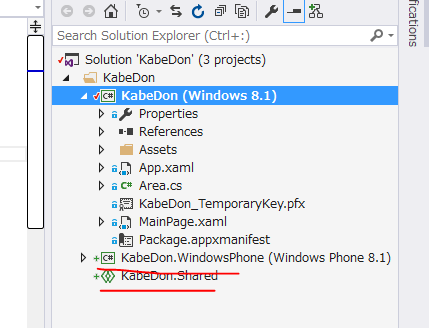 Search Solution Explorer (Ctrl+:)
Solution 'KabeDon' (3 projects)
KabeDon
KabeDon (Windows 8.1)
Properties
References
Assets
App.xaml
C# Area.cs
KabeDon_TemporaryKey.pfx
MainPage.xaml
Package.appxmanifest
C# KabeDon.WindowsPhone (Windows Phone 8.1)
KabeDon.Shared
fications